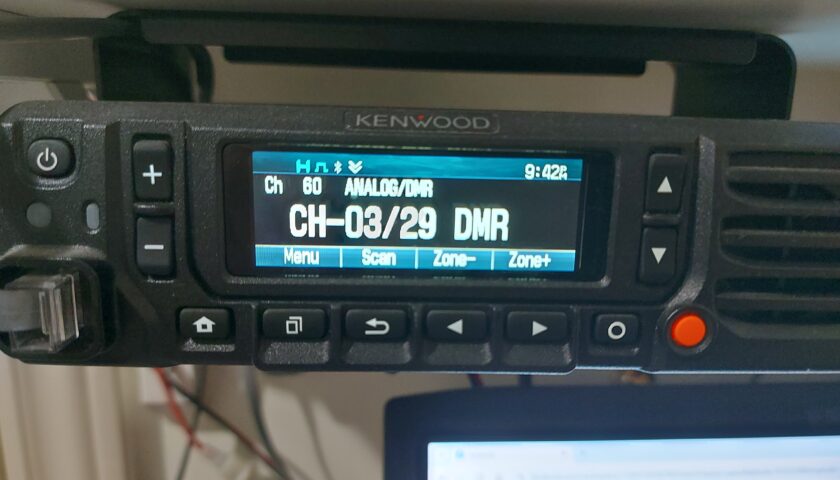 KENWOOD
9:42
Ch 60 ANALOG/DMR
CH-03/29 DMR
Menu Scan Zone- Zone+